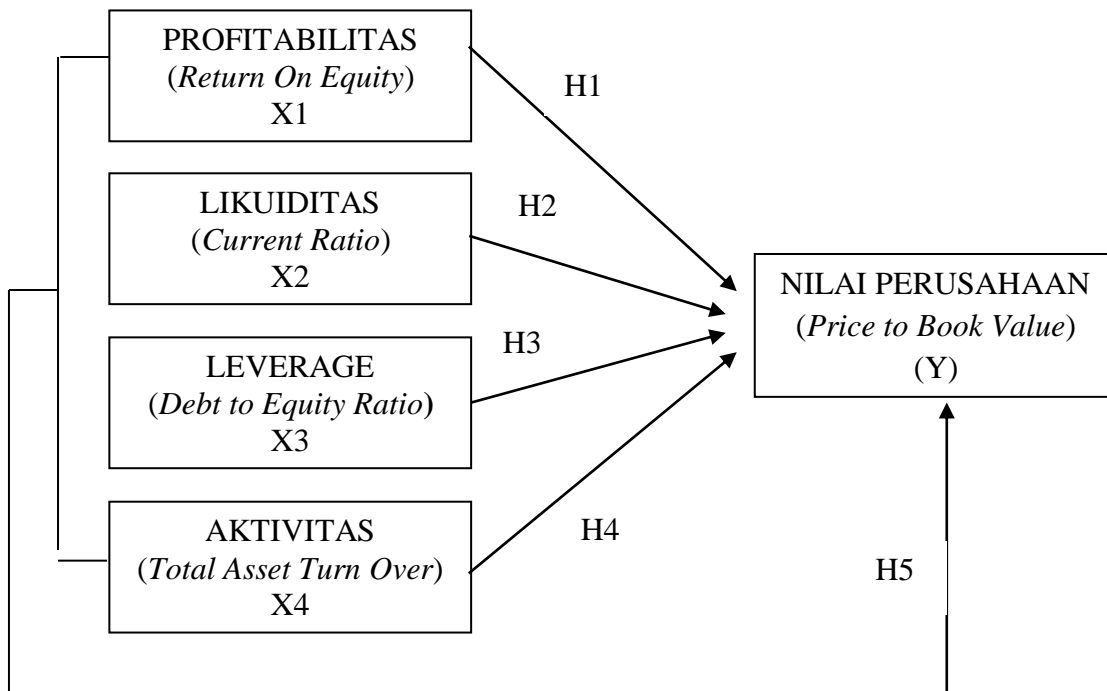 PROFITABILITAS
(Return On Equity)
X1
H1
LIKUIDITAS
(Current Ratio)
X2
H2
LEVERAGE
(Debt to Equity Ratio)
X3
H3
AKTIVITAS
(Total Asset Turn Over)
X4
H4
NILAI PERUSAHAAN
(Price to Book Value)
(Y)
H5